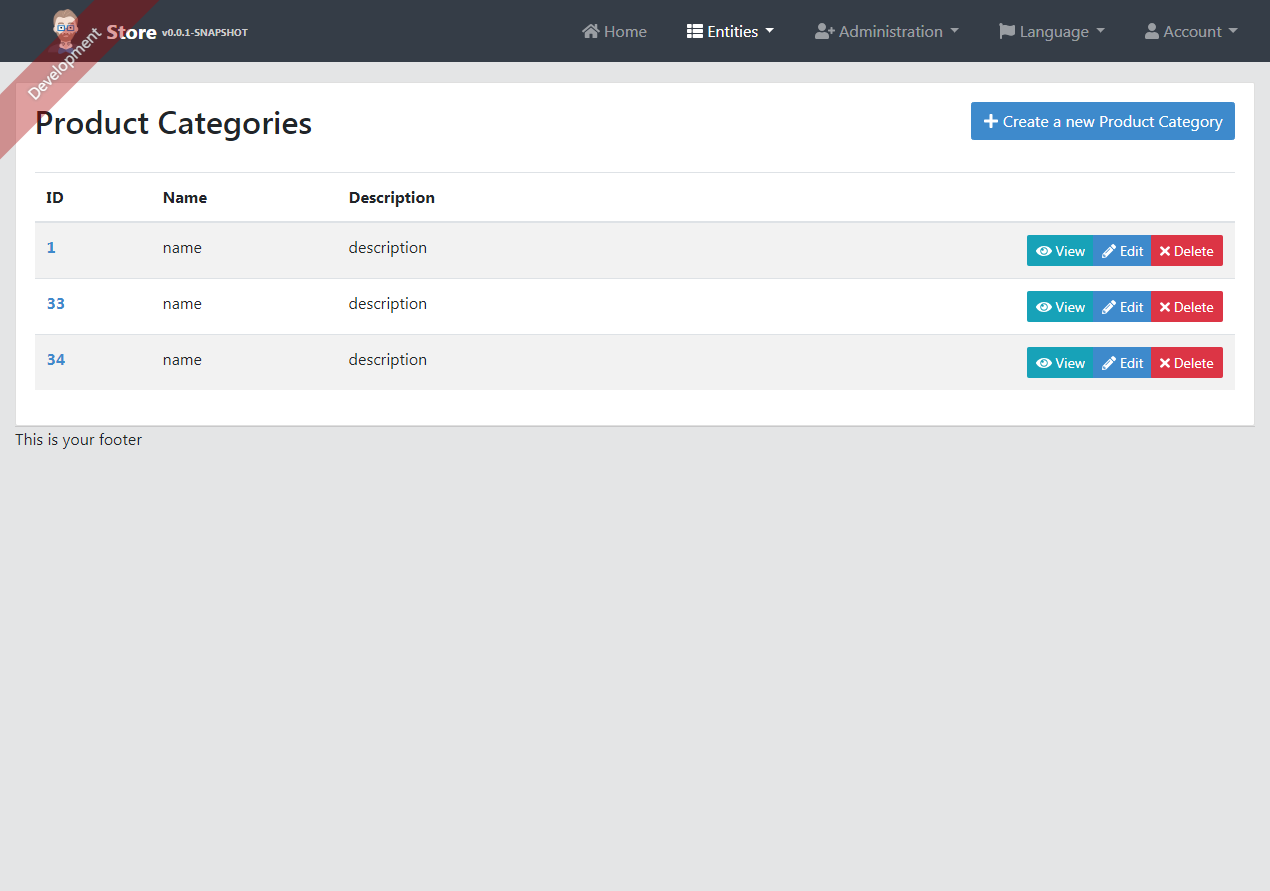 Store v0.0.1-SNAPSHOT Home Entities Administration Language Account
Development
Product Categories Create a new Product Category
ID Name Description
1 name description View Edit Delete
33 name description View Edit Delete
34 name description View Edit Delete
This is your footer